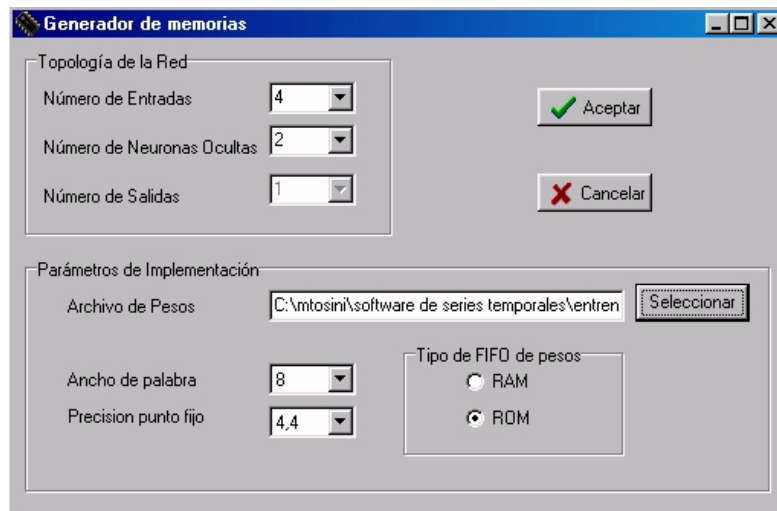 Generador de memorias
Topología de la Red
Número de Entradas 4
Número de Neuronas Ocultas 2
Número de Salidas 1
Aceptar
Cancelar
Parámetros de Implementación
Archivo de Pesos C:\mtosini\software de series temporales\entren Seleccionar
Ancho de palabra 8
Precision punto fijo 4,4
Tipo de FIFO de pesos
RAM
ROM